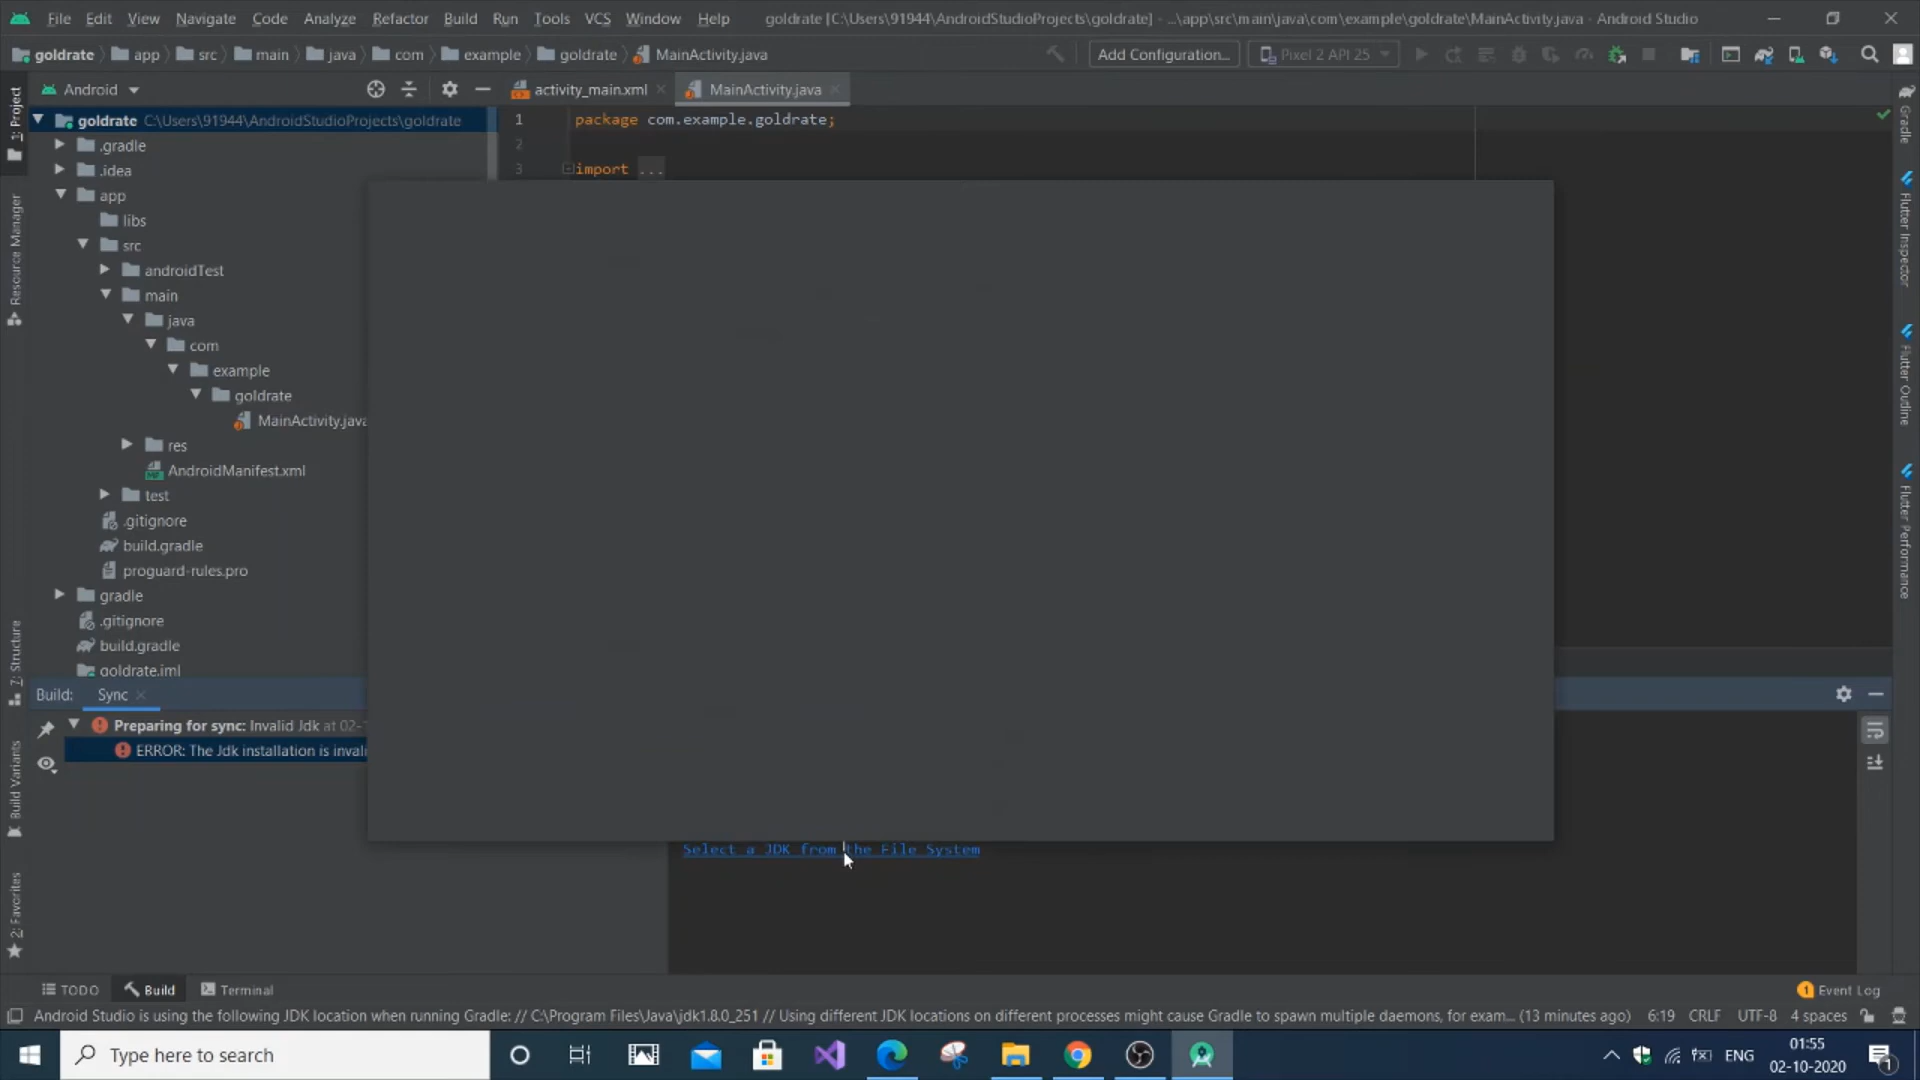 File Edit View Navigate Code Analyze Refactor Build Run Tools VCS Window Help goldrate [C:\Users\91944\AndroidStudioProjects\goldrate] - ...\app\src\main\java\com\example\goldrate\MainActivity.java - Android Studio
goldrate app src main java com example goldrate MainActivity.java Add Configuration... Pixel 2 API 25
Android activity_main.xml MainActivity.java
1: Project
Resource Manager
7: Structure
Build Variants
2: Favorites
goldrate C:\Users\91944\AndroidStudioProjects\goldrate
.gradle
.idea
app
libs
src
androidTest
main
java
com
example
goldrate
MainActivity.java
res
AndroidManifest.xml
test
.gitignore
build.gradle
proguard-rules.pro
gradle
.gitignore
build.gradle
goldrate.iml
1 package com.example.goldrate;
2
3 import ...
Gradle
Flutter Inspector
Flutter Outline
Flutter Performance
Build: Sync
Preparing for sync: Invalid Jdk at 02-
ERROR: The Jdk installation is invali
Select a JDK from the File System
TODO Build Terminal 1 Event Log
Android Studio is using the following JDK location when running Gradle: // C:\Program Files\Java\jdk1.8.0_251 // Using different JDK locations on different processes might cause Gradle to spawn multiple daemons, for exam... (13 minutes ago) 6:19 CRLF UTF-8 4 spaces
Type here to search ENG 01:55
02-10-2020 1